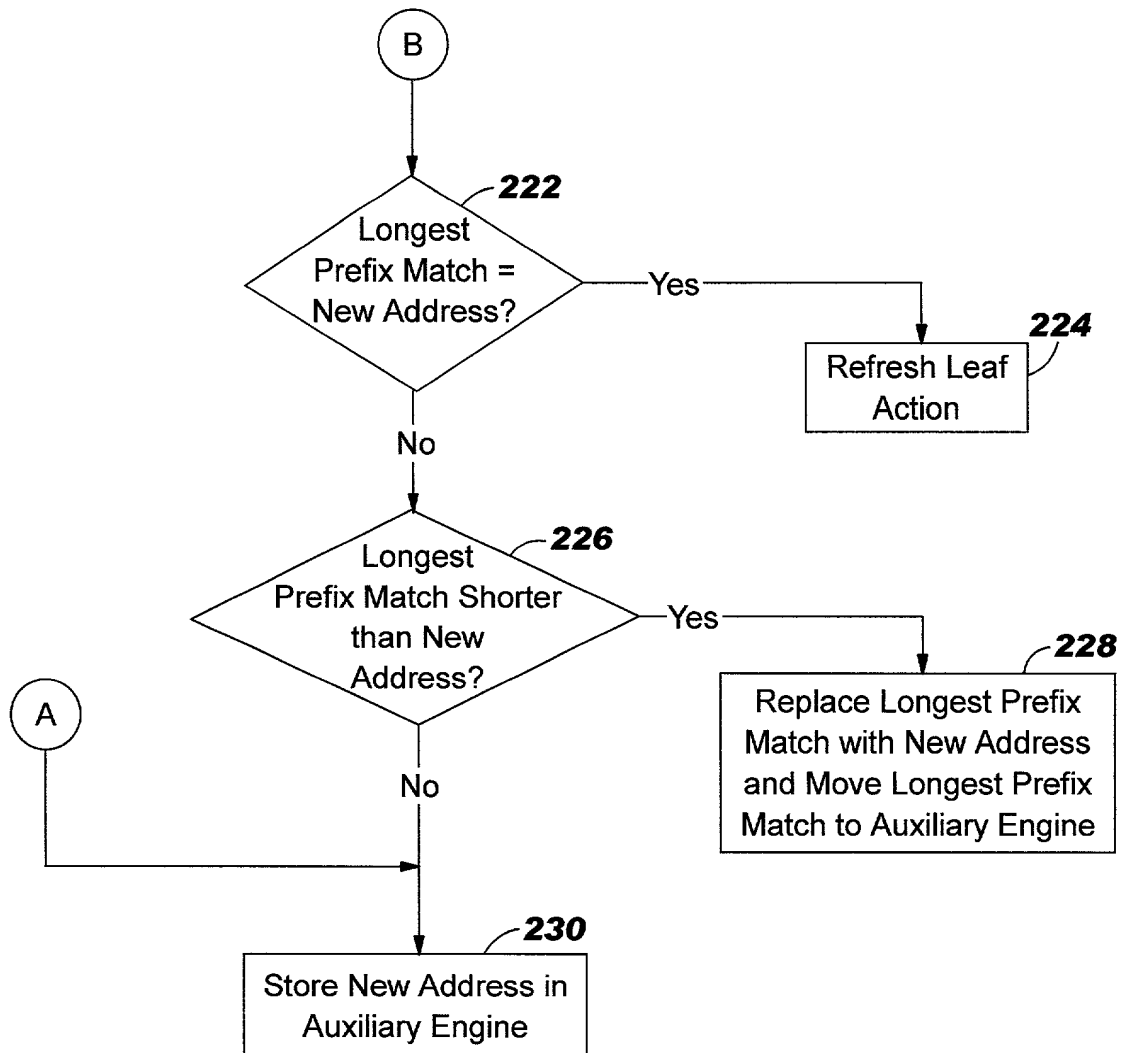 B
222
Longest
Prefix Match =
New Address?
Yes
224
Refresh Leaf
Action
No
226
Longest
Prefix Match Shorter
than New
Address?
Yes
228
Replace Longest Prefix
Match with New Address
and Move Longest Prefix
Match to Auxiliary Engine
A
No
230
Store New Address in
Auxiliary Engine